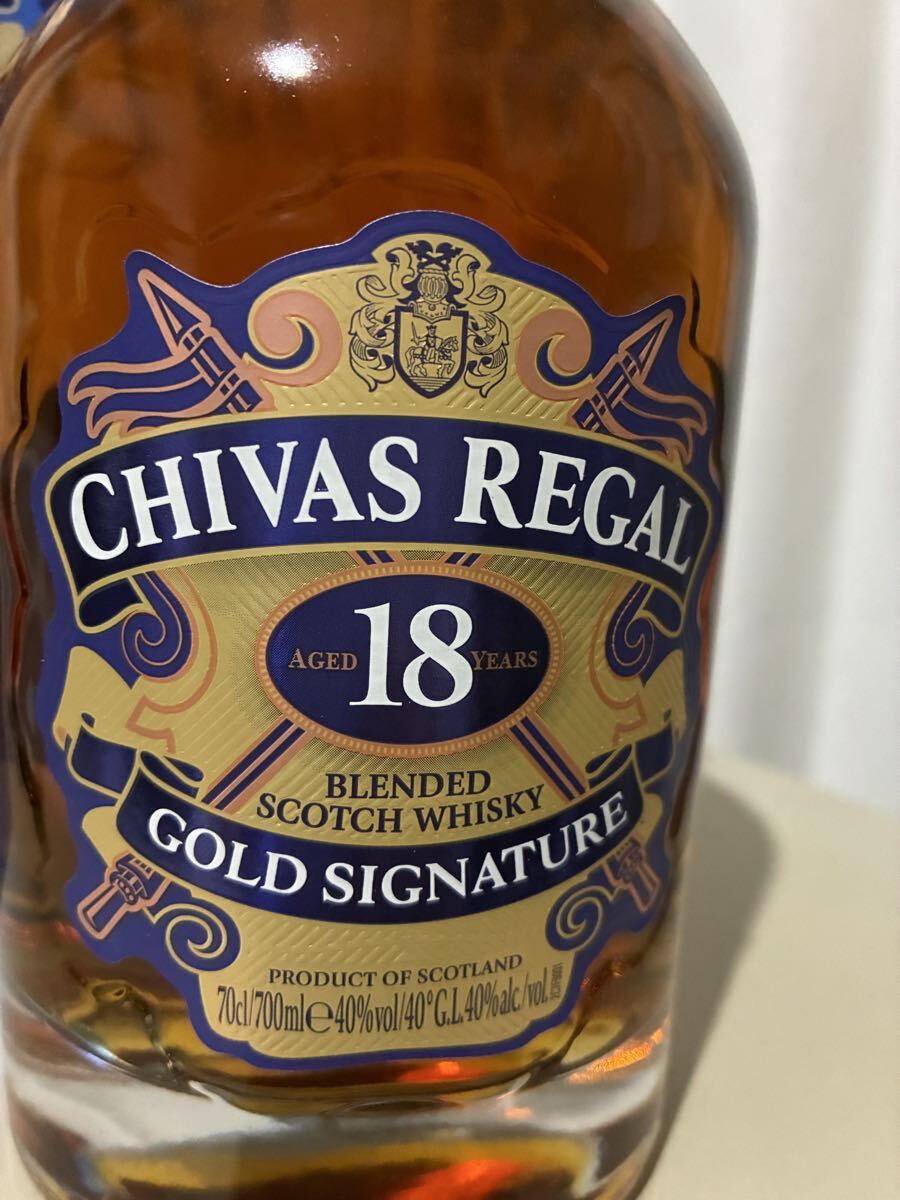 CHIVAS REGAL
AGED 18 YEARS
BLENDED
SCOTCH WHISKY
GOLD SIGNATURE
PRODUCT OF SCOTLAND
70cl/700ml℮40%vol/40°G.L.40%alc./vol.